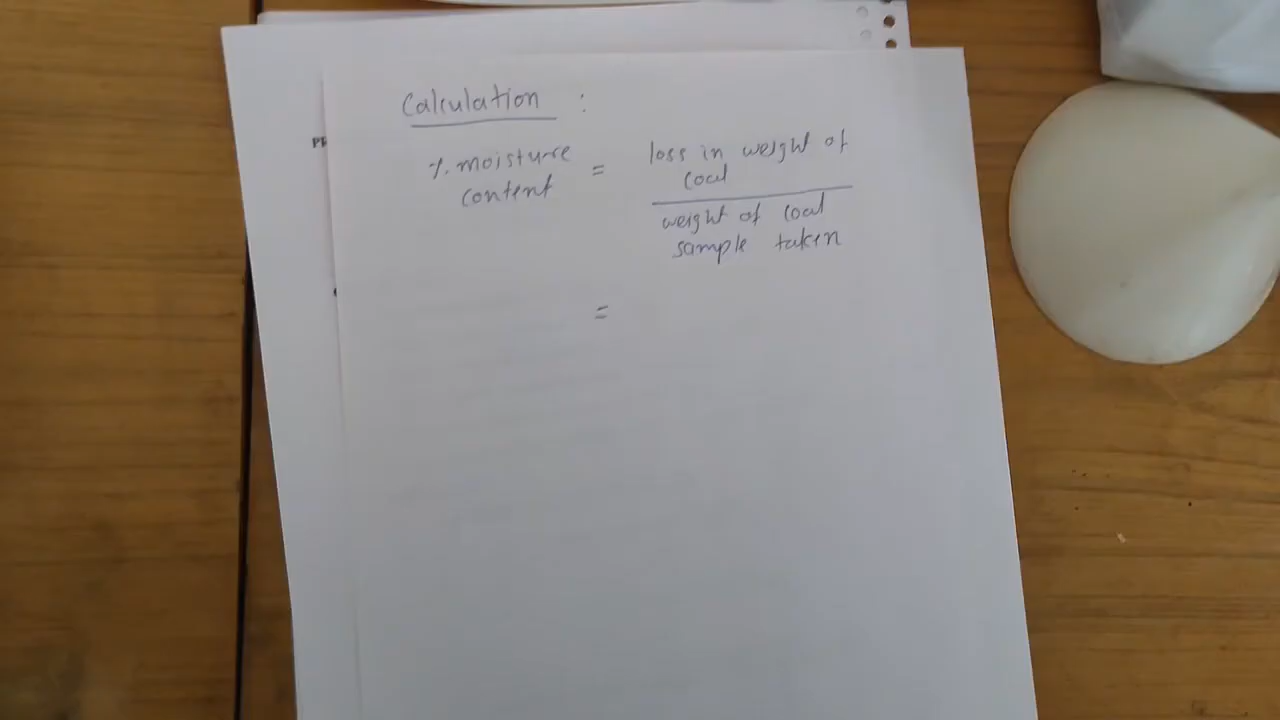 Calculation :
%. moisture content = loss in weight of coal
weight of coal sample taken
=